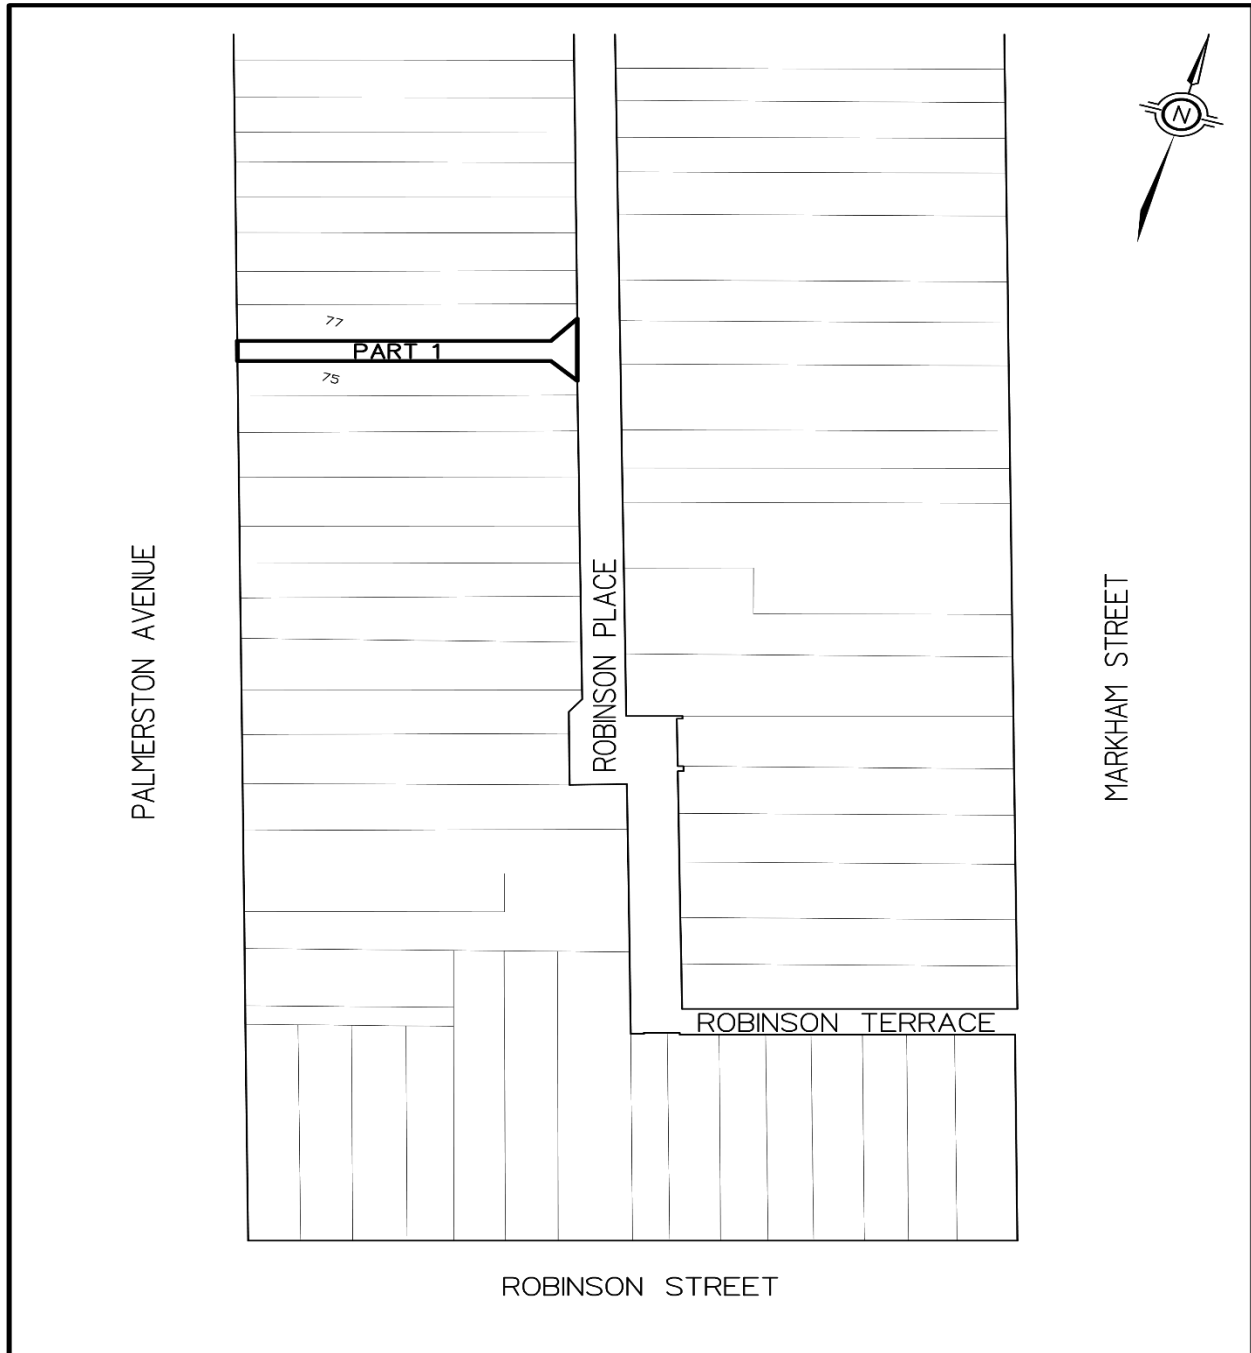 N
77
PART 1
75
PALMERSTON AVENUE
ROBINSON PLACE
MARKHAM STREET
ROBINSON TERRACE
ROBINSON STREET